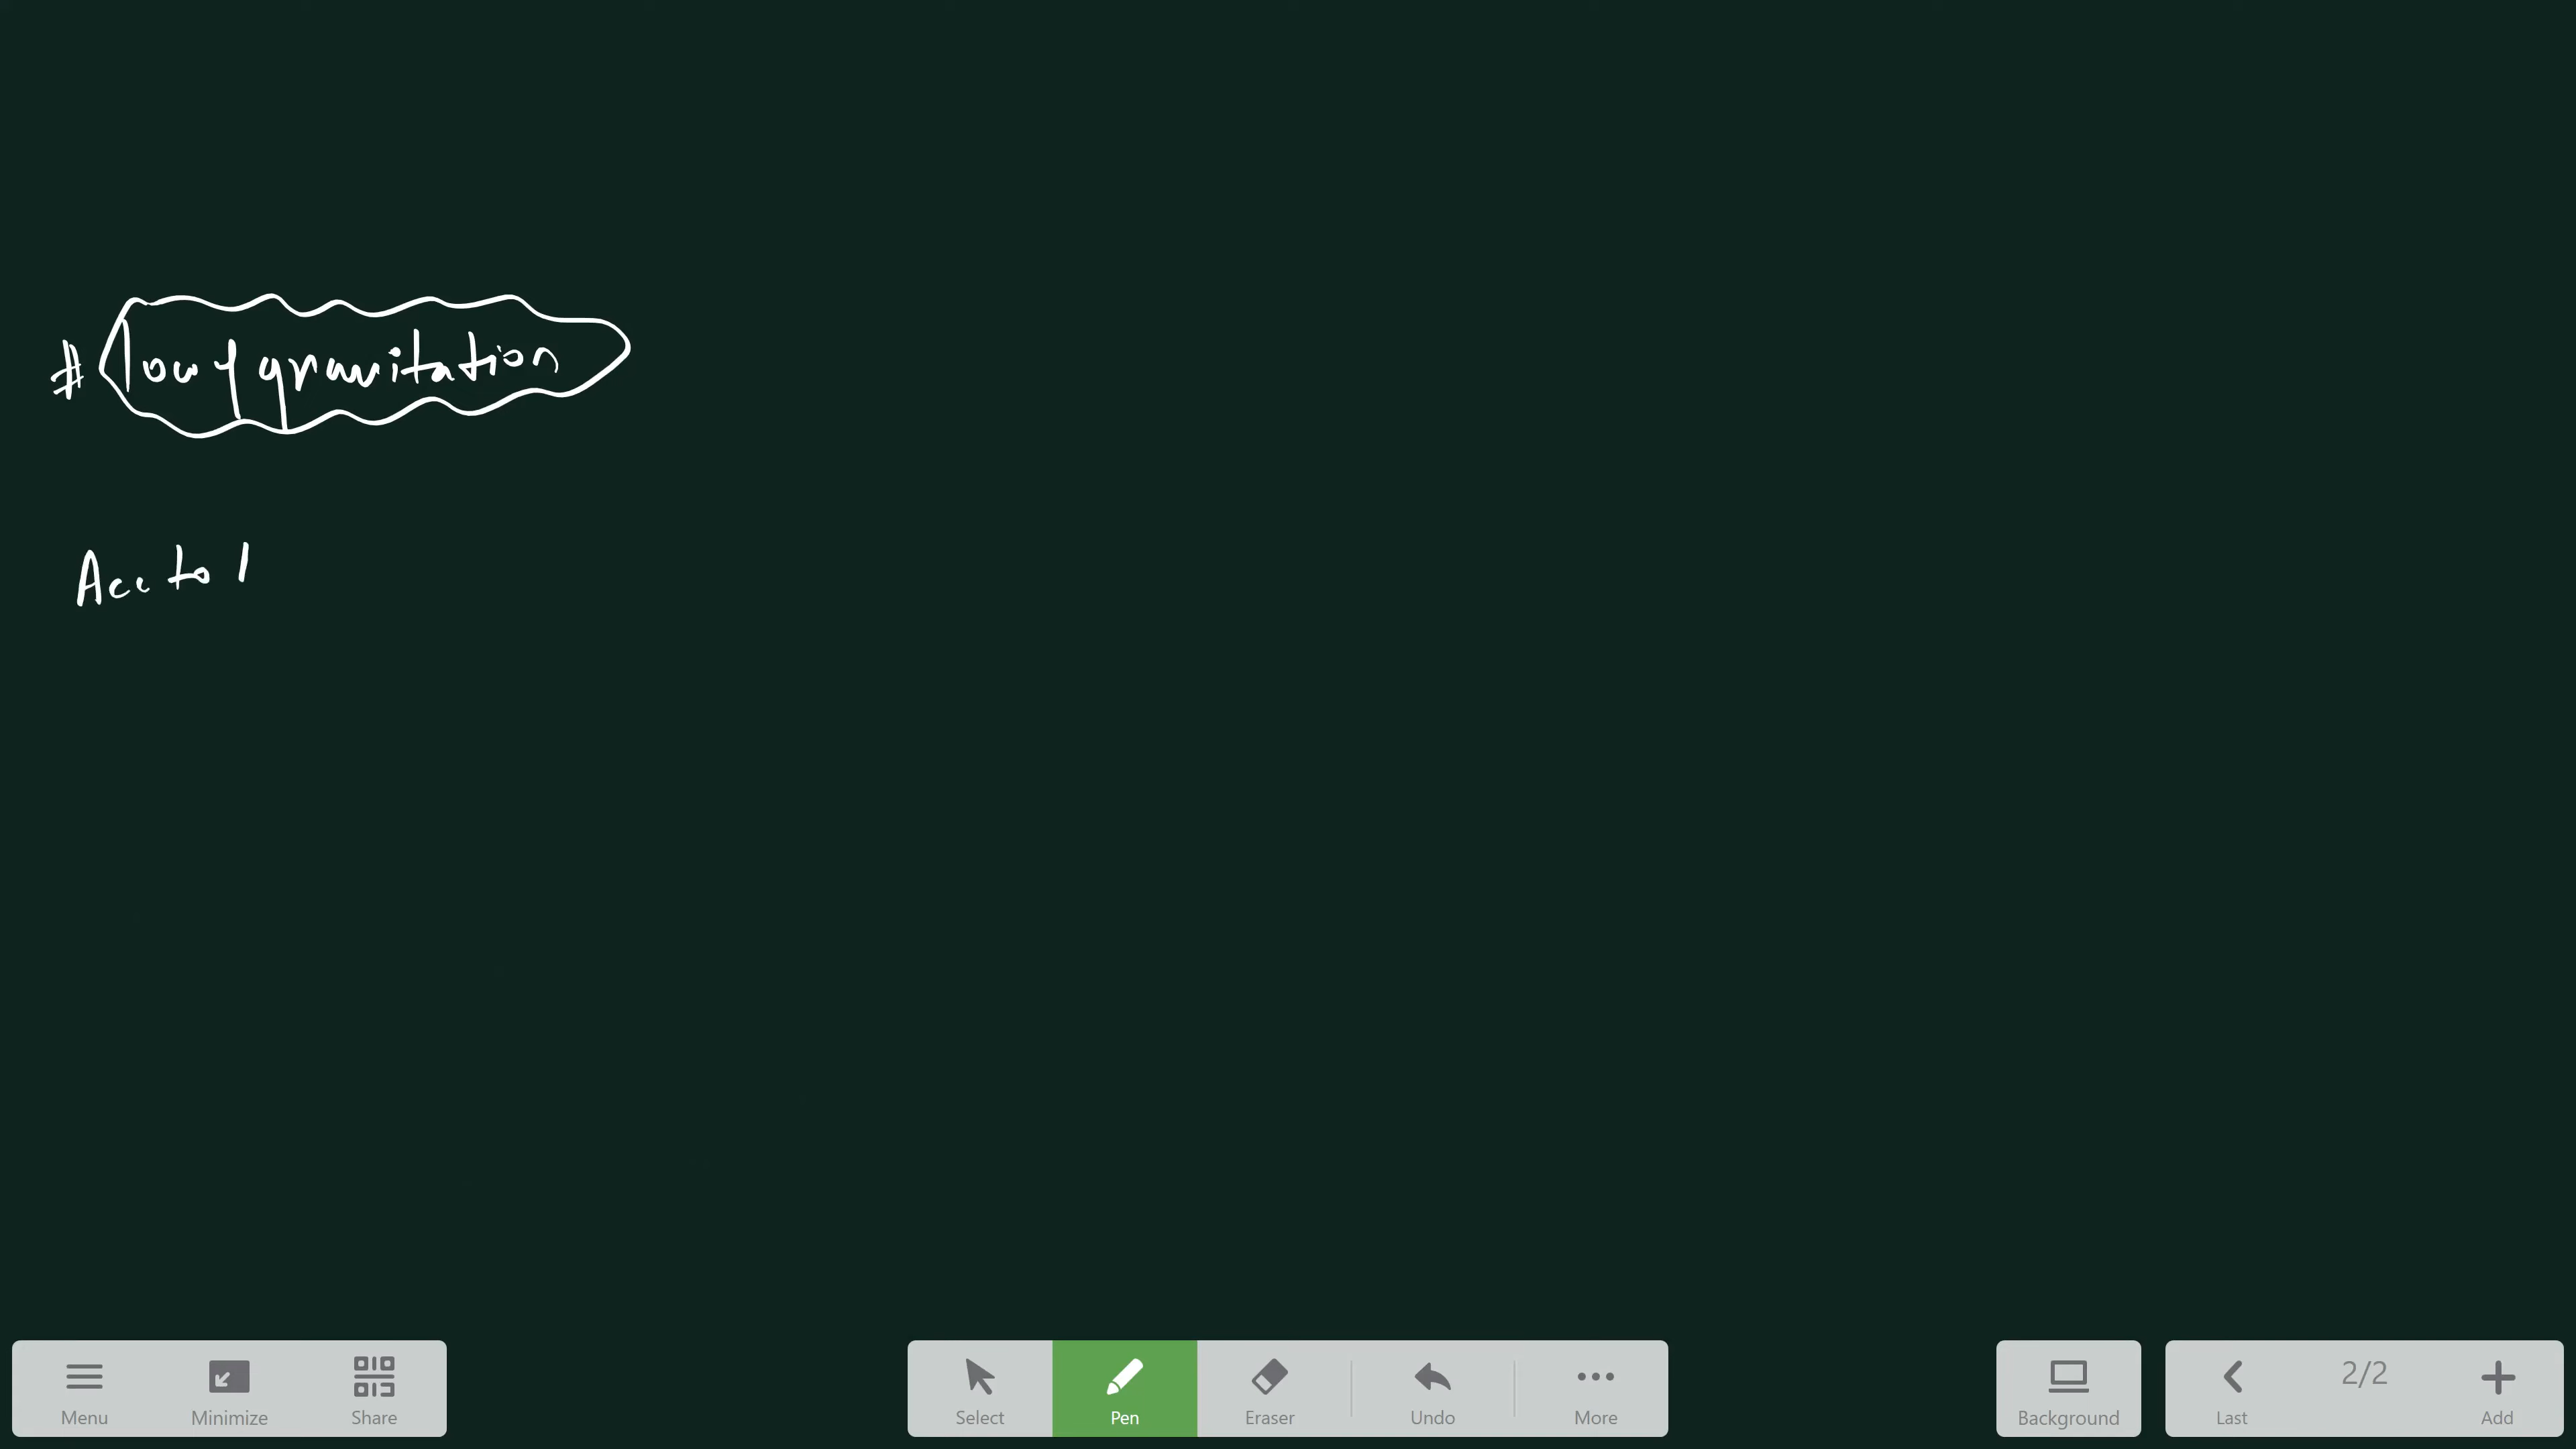 # law of gravitation
Acc to l
Menu Minimize Share Select Pen Eraser Undo More Background Last 2/2 Add